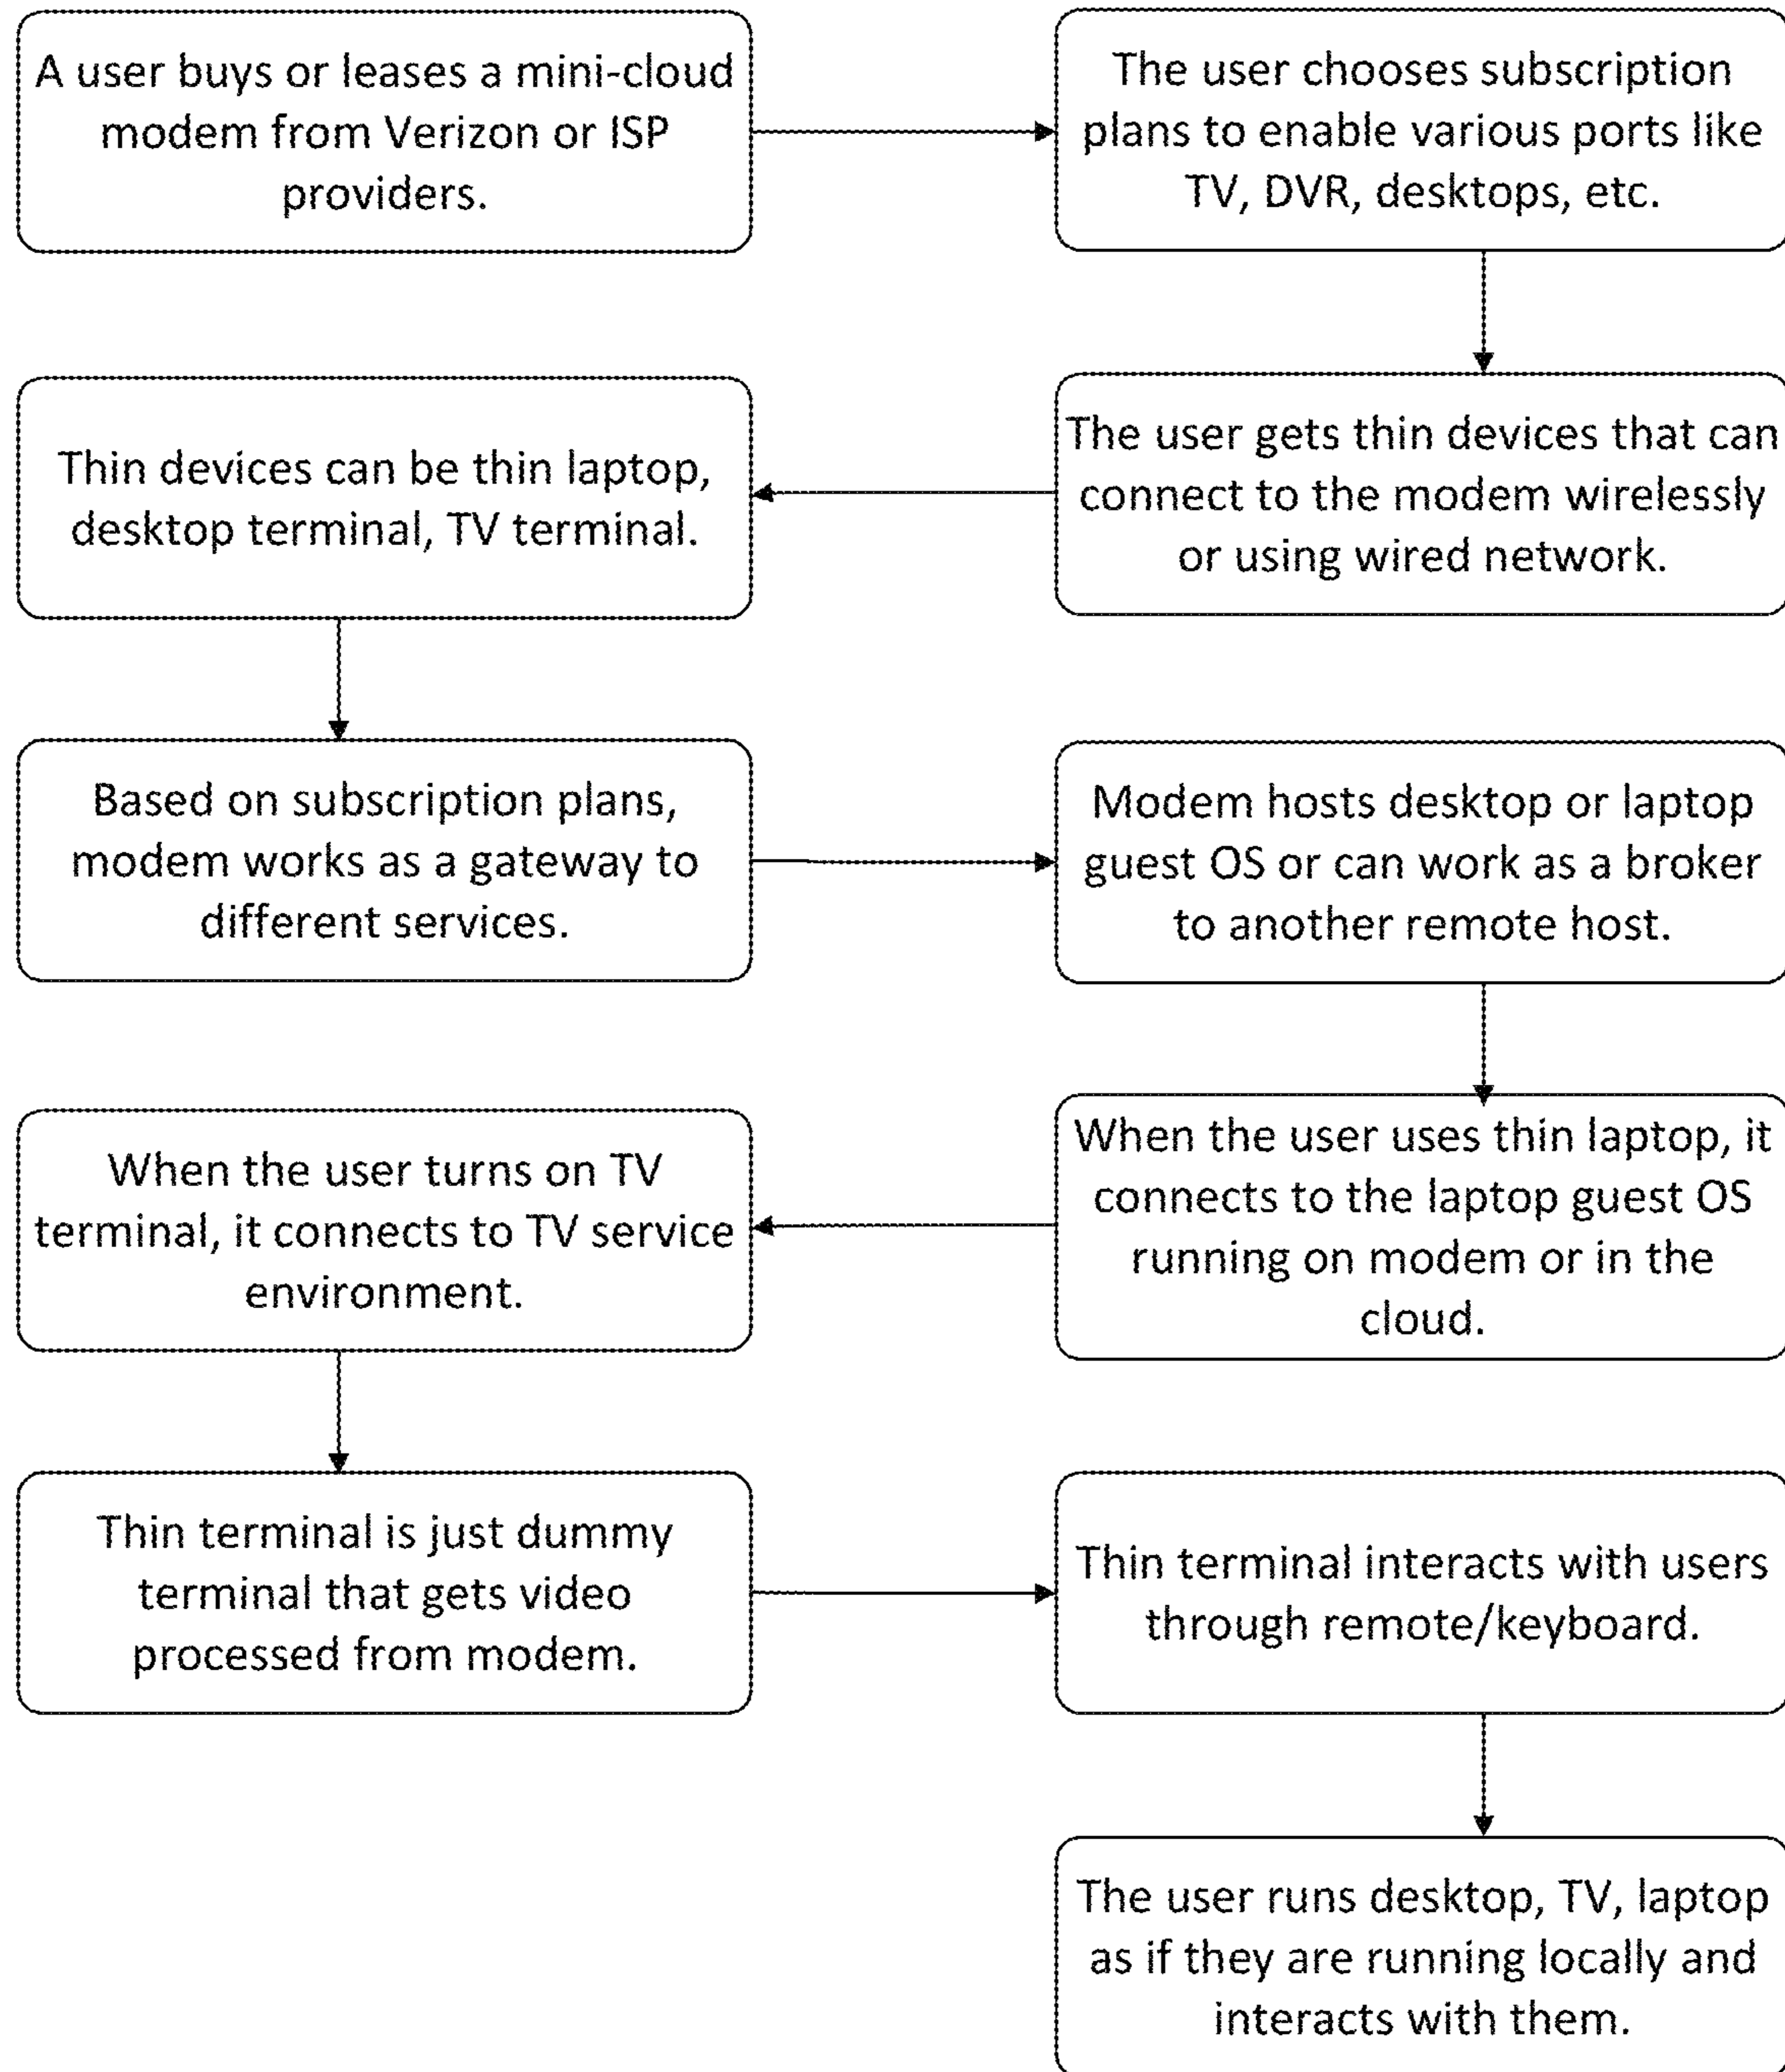 A user buys or leases a mini-cloud
modem from Verizon or ISP
providers.
The user chooses subscription
plans to enable various ports like
TV, DVR, desktops, etc.
The user gets thin devices that can
connect to the modem wirelessly
or using wired network.
Thin devices can be thin laptop,
desktop terminal, TV terminal.
Based on subscription plans,
modem works as a gateway to
different services.
Modem hosts desktop or laptop
guest OS or can work as a broker
to another remote host.
When the user uses thin laptop, it
connects to the laptop guest OS
running on modem or in the
cloud.
When the user turns on TV
terminal, it connects to TV service
environment.
Thin terminal is just dummy
terminal that gets video
processed from modem.
Thin terminal interacts with users
through remote/keyboard.
The user runs desktop, TV, laptop
as if they are running locally and
interacts with them.